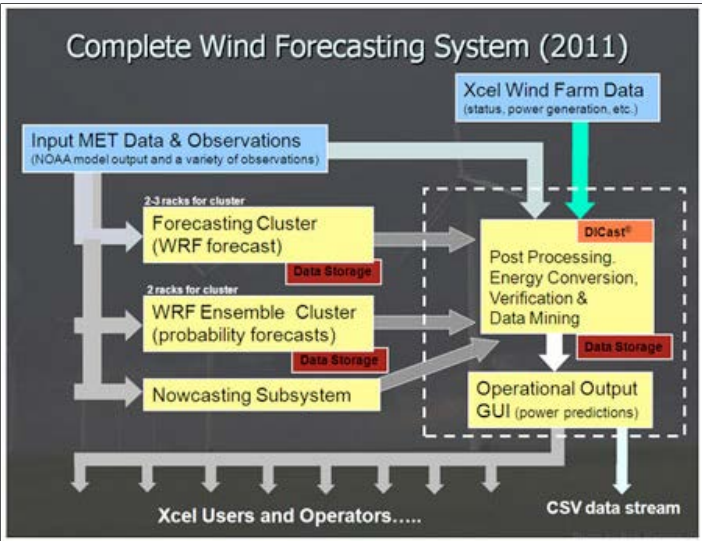 Complete Wind Forecasting System (2011)
Xcel Wind Farm Data
(status, power generation, etc.)
Input MET Data & Observations
(NOAA model output and a variety of observations)
2-3 racks for cluster
Forecasting Cluster
(WRF forecast)
Data Storage
DICast®
Post Processing.
Energy Conversion,
Verification &
Data Mining
Data Storage
2 racks for cluster
WRF Ensemble Cluster
(probability forecasts)
Data Storage
Nowcasting Subsystem
Operational Output
GUI (power predictions)
Xcel Users and Operators.....
CSV data stream